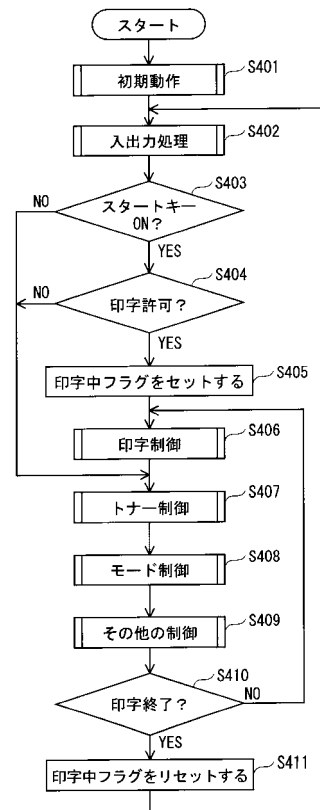 スタート
初期動作
S401
入出力処理
S402
スタートキー
ON?
S403
NO
YES
印字許可?
S404
NO
YES
印字中フラグをセットする
S405
印字制御
S406
トナー制御
S407
モード制御
S408
その他の制御
S409
印字終了?
S410
NO
YES
印字中フラグをリセットする
S411